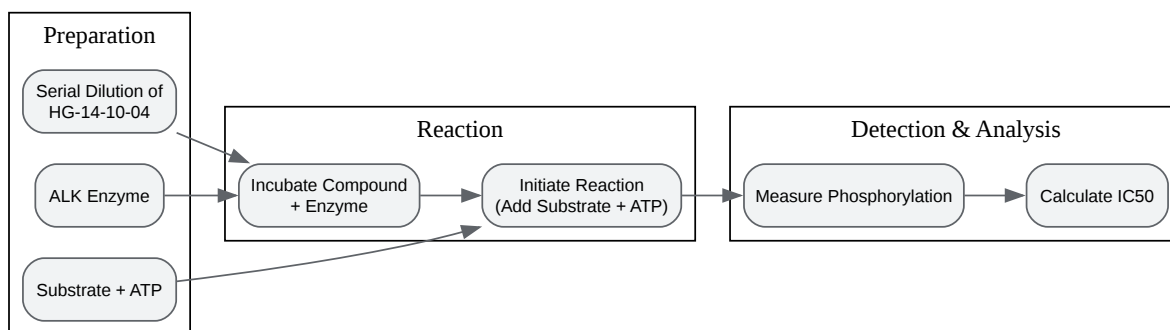 Preparation
Serial Dilution of
HG-14-10-04
ALK Enzyme
Substrate + ATP
Reaction
Incubate Compound
+ Enzyme
Initiate Reaction
(Add Substrate + ATP)
Detection & Analysis
Measure Phosphorylation
Calculate IC50